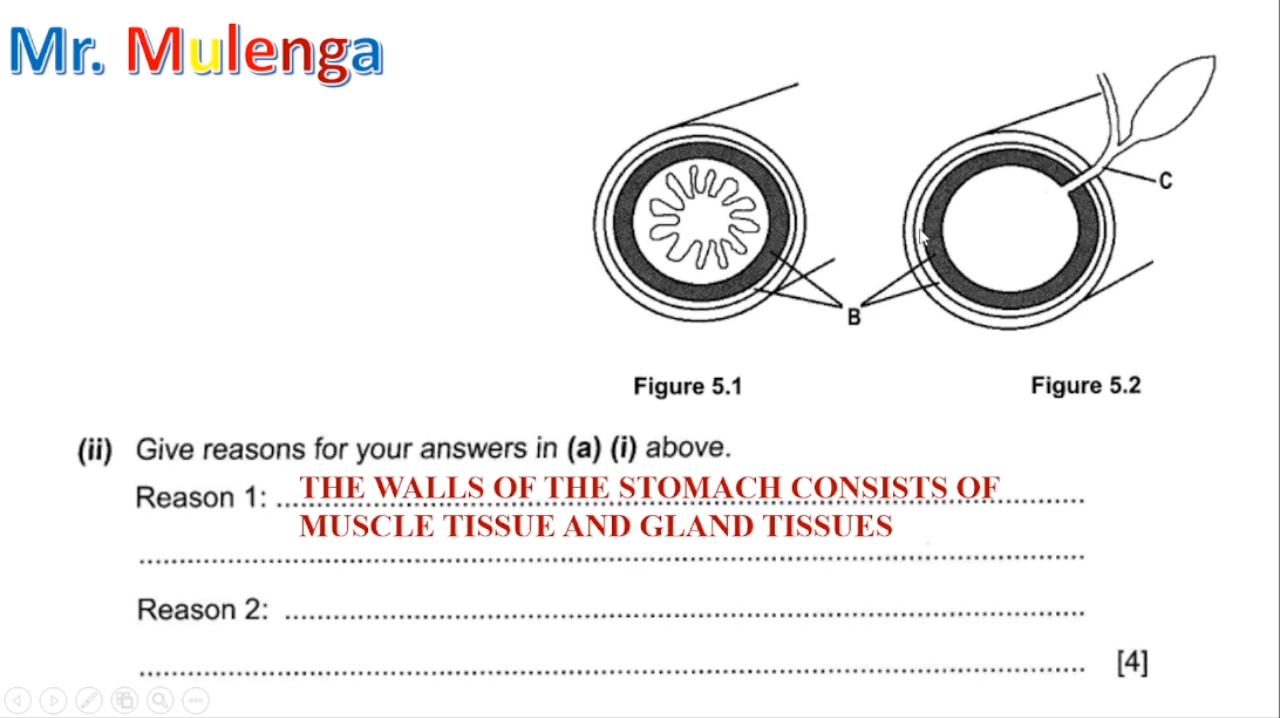 Mr. Mulenga
C
B
Figure 5.1
Figure 5.2
(ii) Give reasons for your answers in (a) (i) above.
Reason 1: THE WALLS OF THE STOMACH CONSISTS OF
MUSCLE TISSUE AND GLAND TISSUES
Reason 2:
[4]